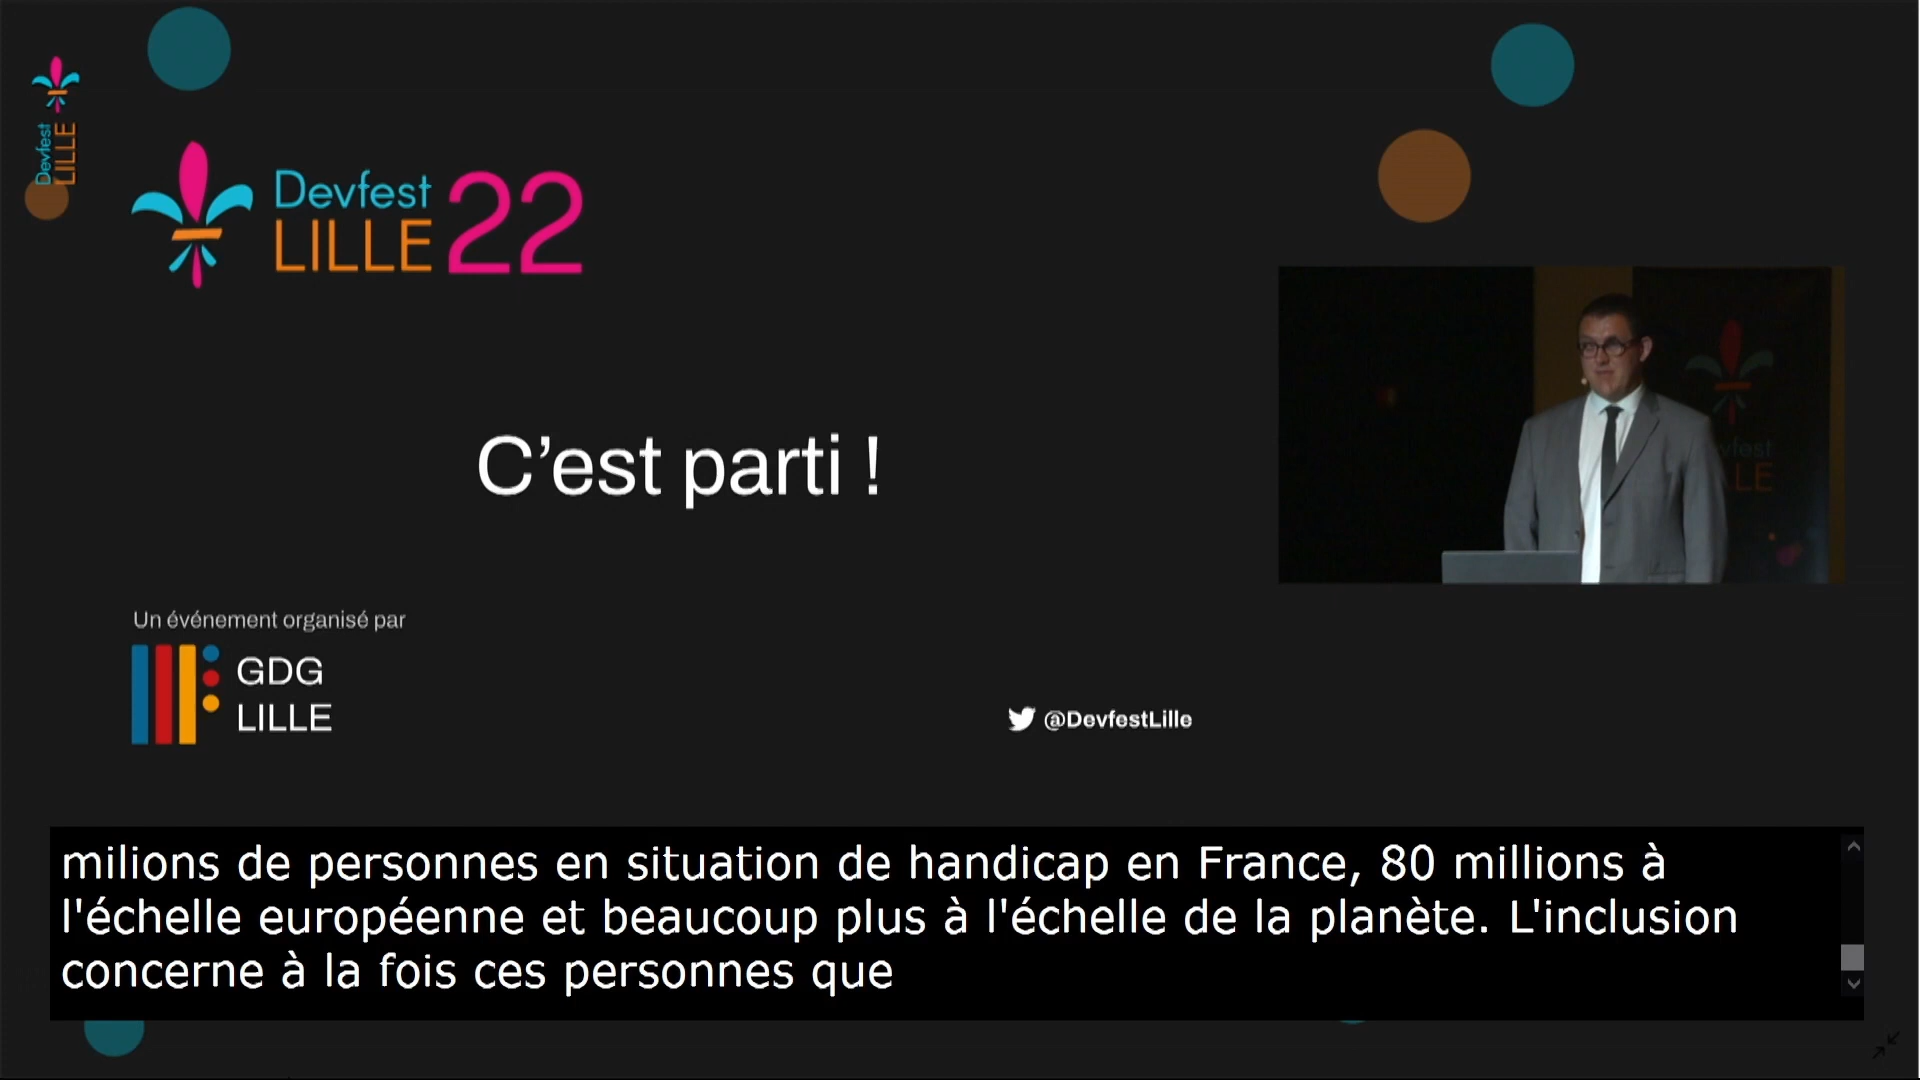 Devfest
LILLE
Devfest
LILLE 22
C’est parti !
vfest
LE
Un événement organisé par
GDG
LILLE
@DevfestLille
milions de personnes en situation de handicap en France, 80 millions à
l'échelle européenne et beaucoup plus à l'échelle de la planète. L'inclusion
concerne à la fois ces personnes que